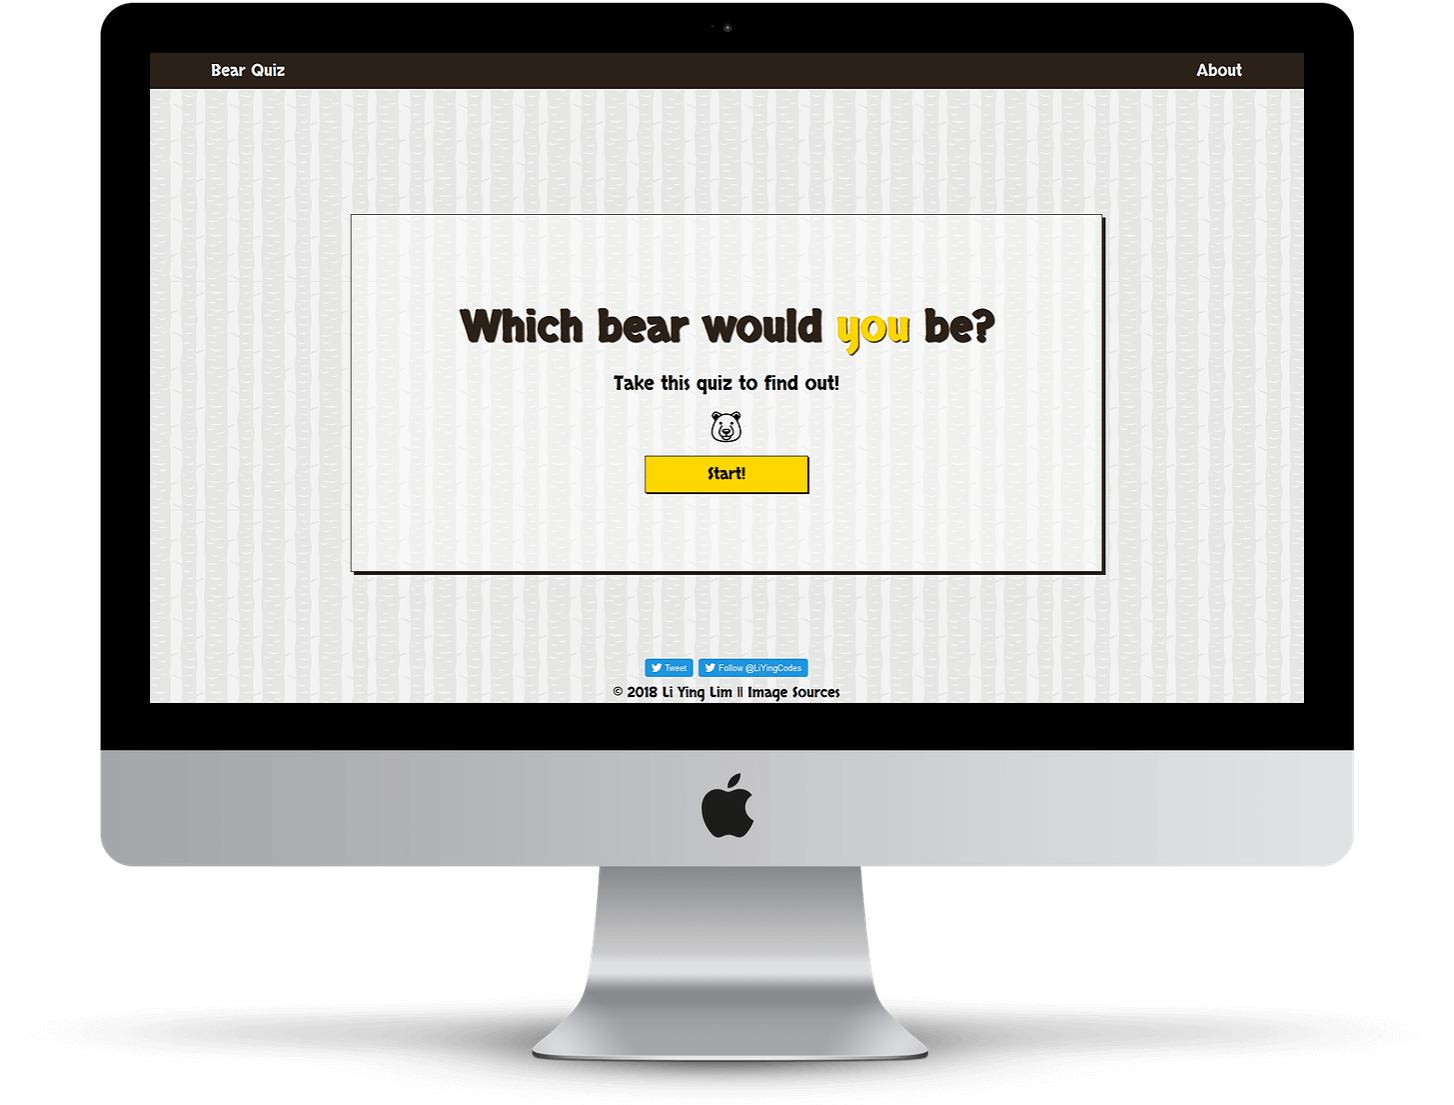 Bear Quiz
About
Which bear would you be?
Take this quiz to find out!
Start!
Tweet
Follow @LiYingCodes
© 2018 Li Ying Lim || Image Sources